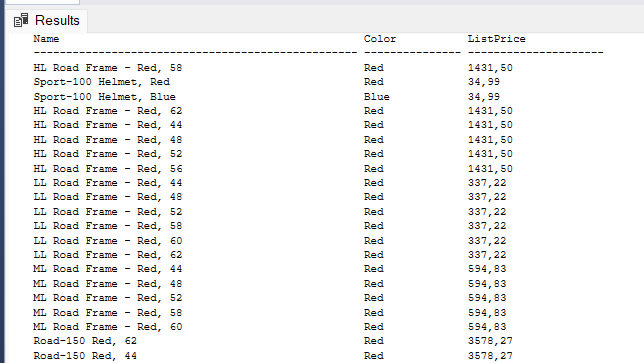 Results
Name Color ListPrice
-------------------------------------------------- --------------- ---------------------
HL Road Frame - Red, 58 Red 1431,50
Sport-100 Helmet, Red Red 34,99
Sport-100 Helmet, Blue Blue 34,99
HL Road Frame - Red, 62 Red 1431,50
HL Road Frame - Red, 44 Red 1431,50
HL Road Frame - Red, 48 Red 1431,50
HL Road Frame - Red, 52 Red 1431,50
HL Road Frame - Red, 56 Red 1431,50
LL Road Frame - Red, 44 Red 337,22
LL Road Frame - Red, 48 Red 337,22
LL Road Frame - Red, 52 Red 337,22
LL Road Frame - Red, 58 Red 337,22
LL Road Frame - Red, 60 Red 337,22
LL Road Frame - Red, 62 Red 337,22
ML Road Frame - Red, 44 Red 594,83
ML Road Frame - Red, 48 Red 594,83
ML Road Frame - Red, 52 Red 594,83
ML Road Frame - Red, 58 Red 594,83
ML Road Frame - Red, 60 Red 594,83
Road-150 Red, 62 Red 3578,27
Road-150 Red, 44 Red 3578,27